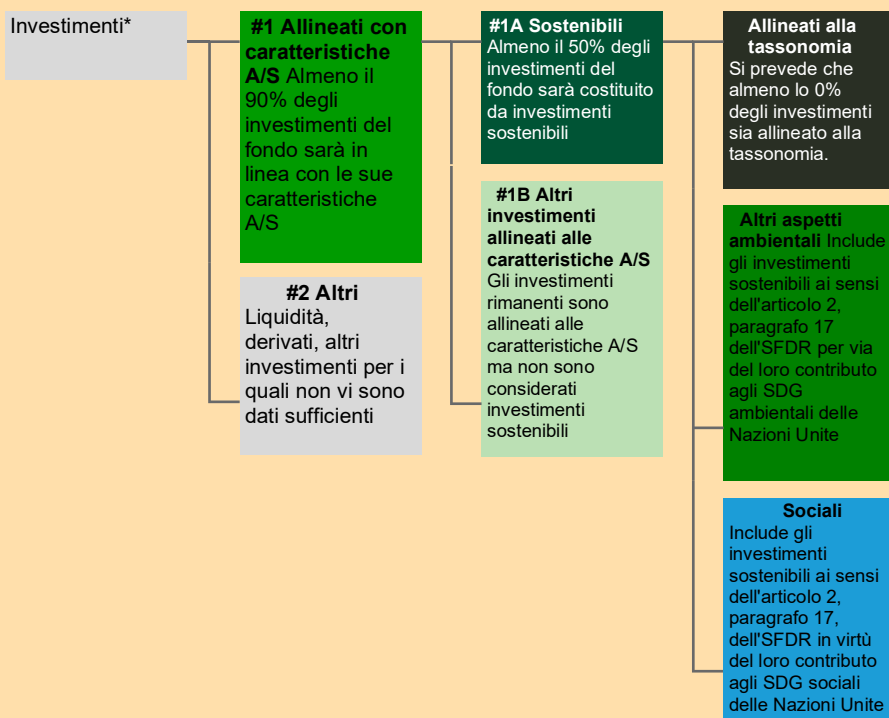 Investimenti*
#1 Allineati con
caratteristiche
A/S Almeno il
90% degli
investimenti del
fondo sarà in
linea con le sue
caratteristiche
A/S
#2 Altri
Liquidità,
derivati, altri
investimenti per i
quali non vi sono
dati sufficienti
#1A Sostenibili
Almeno il 50% degli
investimenti del
fondo sarà costituito
da investimenti
sostenibili
#1B Altri
investimenti
allineati alle
caratteristiche A/S
Gli investimenti
rimanenti sono
allineati alle
caratteristiche A/S
ma non sono
considerati
investimenti
sostenibili
Allineati alla
tassonomia
Si prevede che
almeno lo 0%
degli investimenti
sia allineato alla
tassonomia.
Altri aspetti
ambientali Include
gli investimenti
sostenibili ai sensi
dell'articolo 2,
paragrafo 17
dell'SFDR per via
del loro contributo
agli SDG
ambientali delle
Nazioni Unite
Sociali
Include gli
investimenti
sostenibili ai sensi
dell'articolo 2,
paragrafo 17,
dell'SFDR in virtù
del loro contributo
agli SDG sociali
delle Nazioni Unite